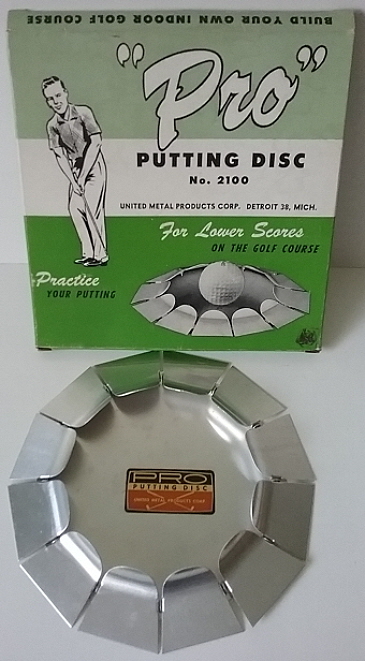 BUILD YOUR OWN INDOOR GOLF COURSE
"Pro"
PUTTING DISC
No. 2100
UNITED METAL PRODUCTS CORP. DETROIT 38, MICH.
For Lower Scores
ON THE GOLF COURSE
Practice
YOUR PUTTING
PRO
PUTTING DISC
UNITED METAL PRODUCTS CORP.